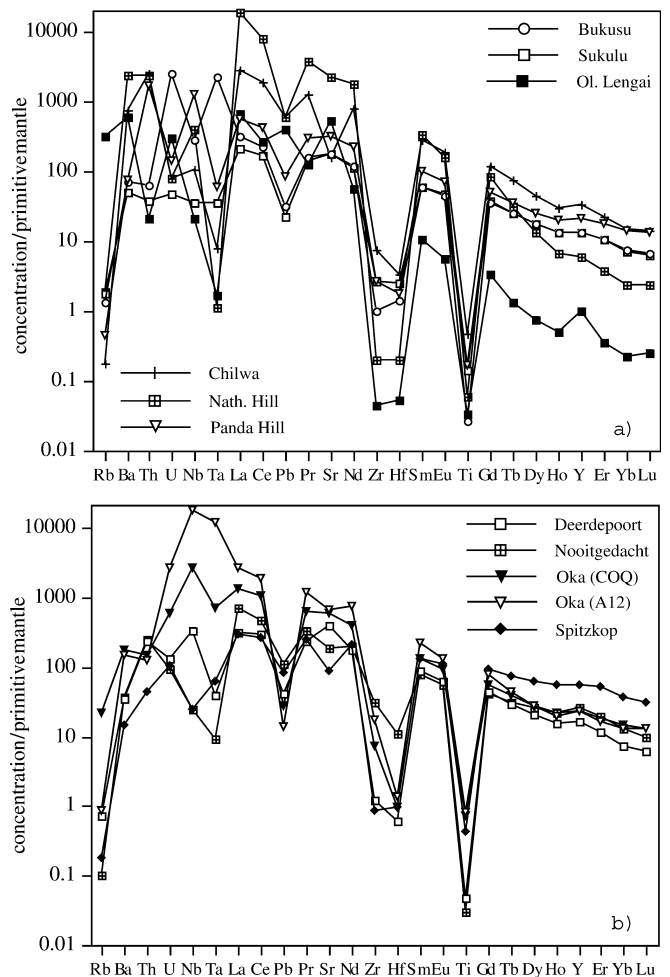 concentration/primitivemantle
10000
1000
100
10
1
0.1
0.01
Bukusu
Sukulu
Ol. Lengai
Chilwa
Nath. Hill
Panda Hill
a)
Rb Ba Th U Nb Ta La Ce Pb Pr Sr Nd Zr Hf Sm Eu Ti Gd Tb Dy Ho Y Er Yb Lu
concentration/primitivemantle
10000
1000
100
10
1
0.1
0.01
Deerdepoort
Nooitgedacht
Oka (COQ)
Oka (A12)
Spitzkop
b)
Rb Ba Th U Nb Ta La Ce Pb Pr Sr Nd Zr Hf Sm Eu Ti Gd Tb Dy Ho Y Er Yb Lu